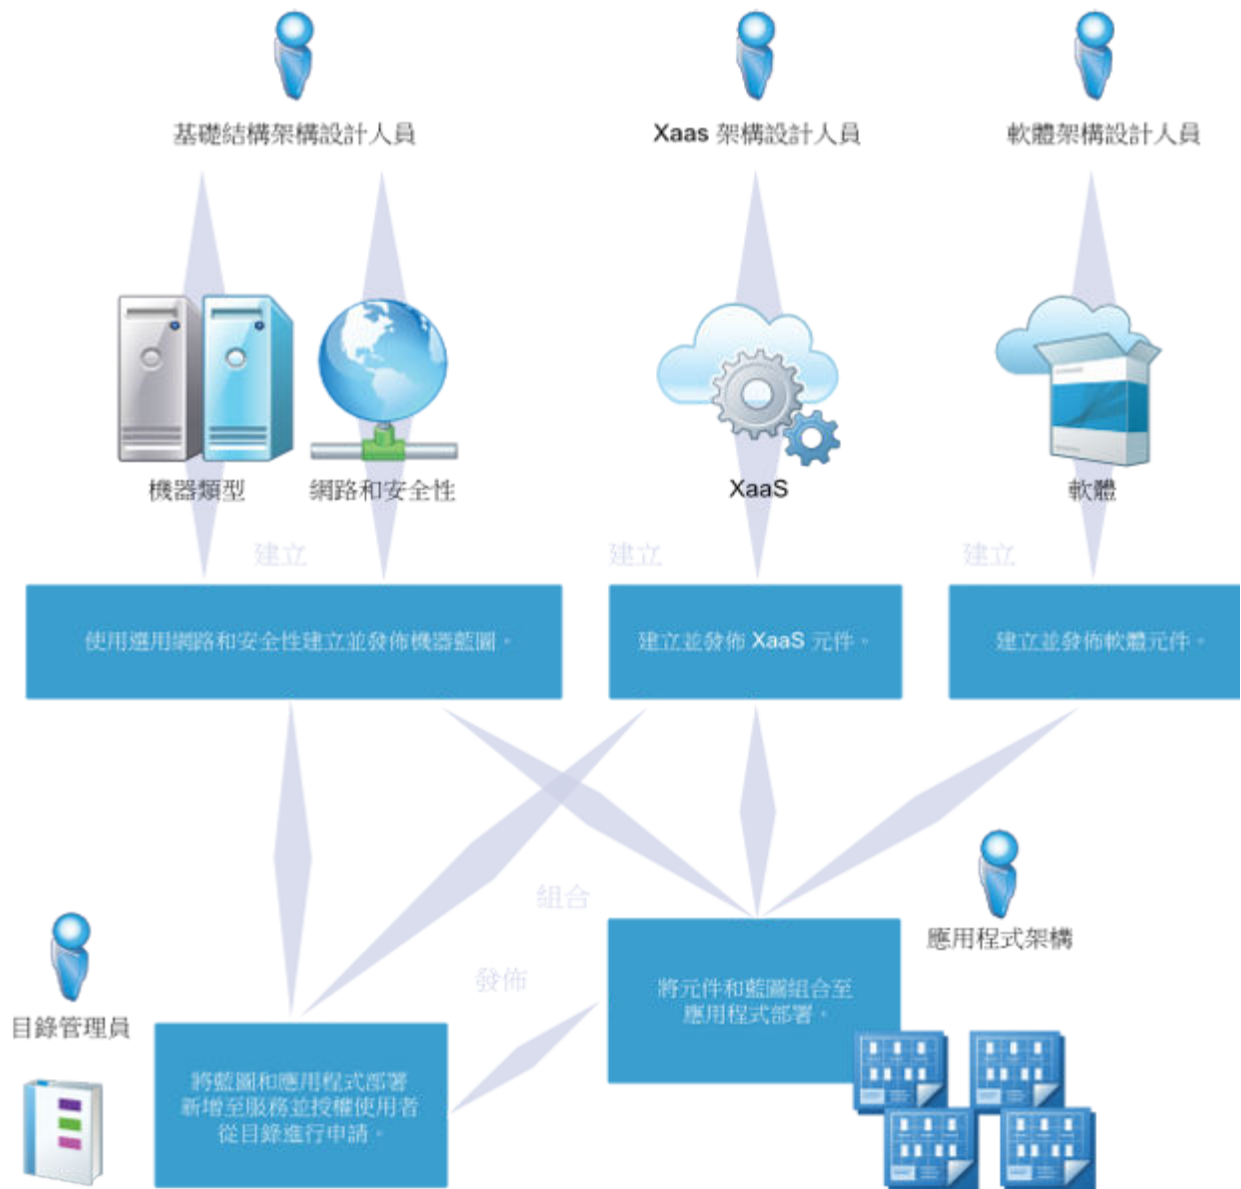 基礎結構架構設計人員
Xaas 架構設計人員
軟體架構設計人員
機器類型
網路和安全性
XaaS
軟體
建立
建立
建立
使用選用網路和安全性建立並發佈機器藍圖。
建立並發佈 XaaS 元件。
建立並發佈軟體元件。
組合
應用程式架構
發佈
將元件和藍圖組合至
應用程式部署。
目錄管理員
將藍圖和應用程式部署
新增至服務並授權使用者
從目錄進行申請。